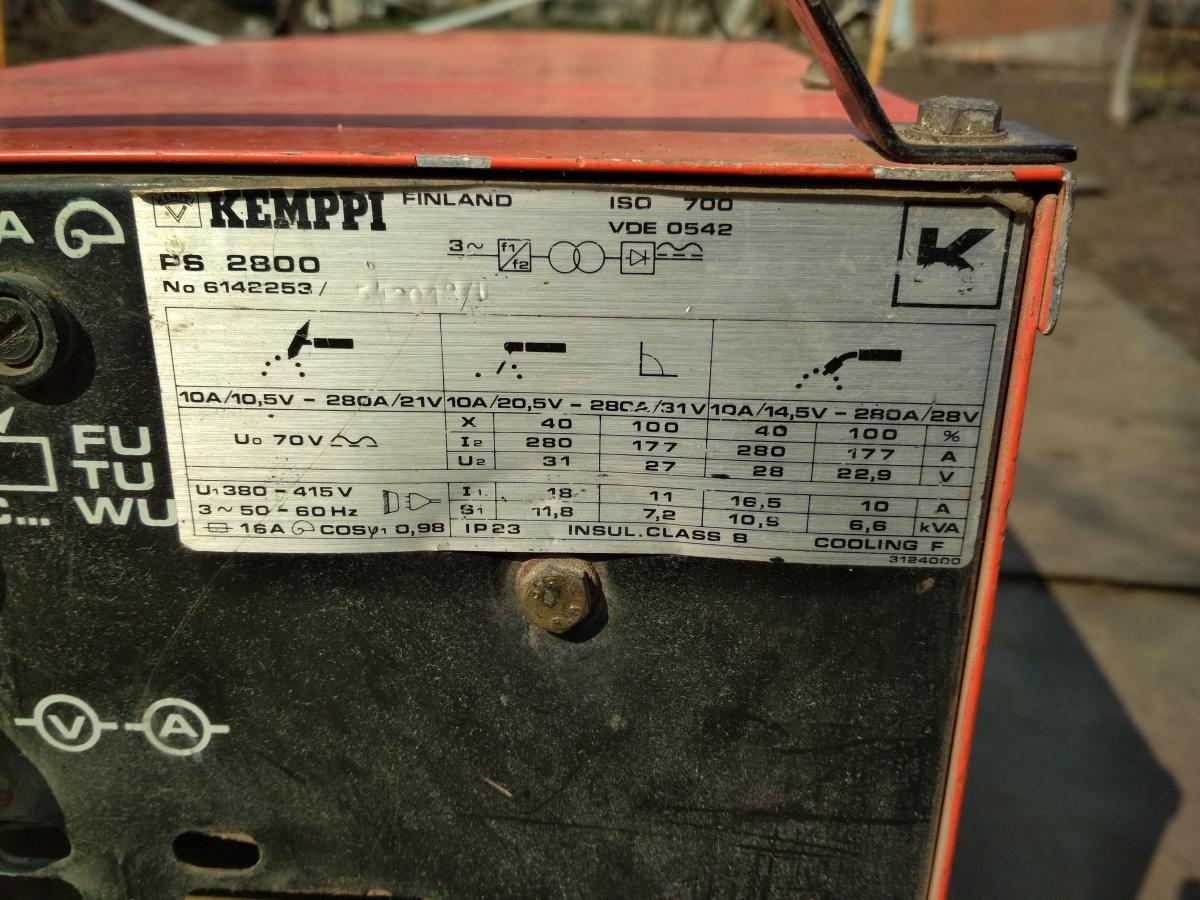 KEMPPI FINLAND ISO 700
VDE 0542
3~ f1/f2
PS 2800
No 6142253/
10A/10,5V - 280A/21V 10A/20,5V - 280A/31V 10A/14,5V - 280A/28V
X 40 100 40 100 %
U0 70V I2 280 177 280 177 A
U2 31 27 28 22,9 V
U1 380 - 415V I1 18 11 16,5 10 A
3~50-60Hz S1 11,8 7,2 10,5 6,6 kVA
16A COSφ1 0,98 IP23 INSUL.CLASS B COOLING F
3124000
A
FU
TU
C... WU
V A
K